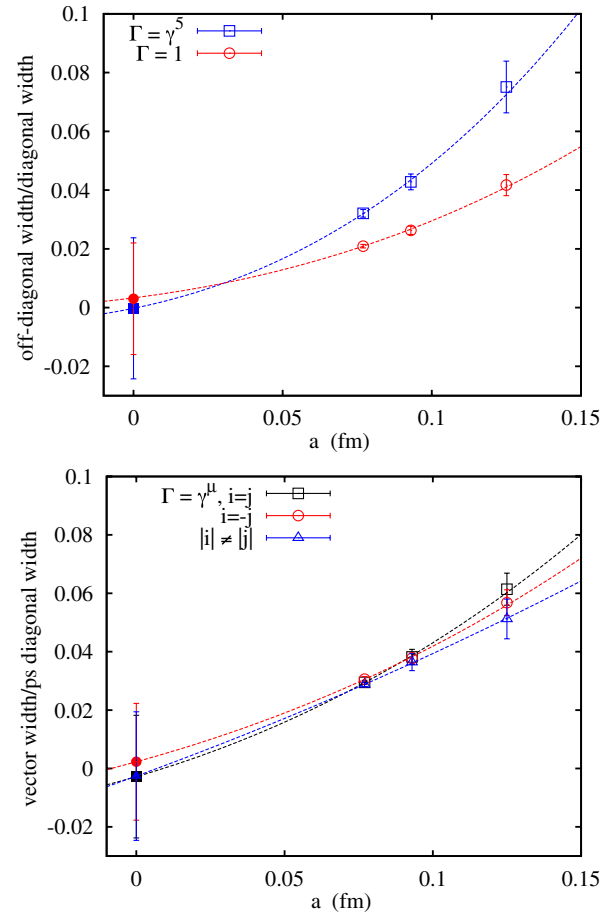 Γ = γ⁵
Γ = 1
off-diagonal width/diagonal width
0.1
0.08
0.06
0.04
0.02
0
-0.02
0
0.05
0.1
0.15
a (fm)
Γ = γ^μ, i=j
i=-j
|i| ≠ |j|
vector width/ps diagonal width
0.1
0.08
0.06
0.04
0.02
0
-0.02
0
0.05
0.1
0.15
a (fm)